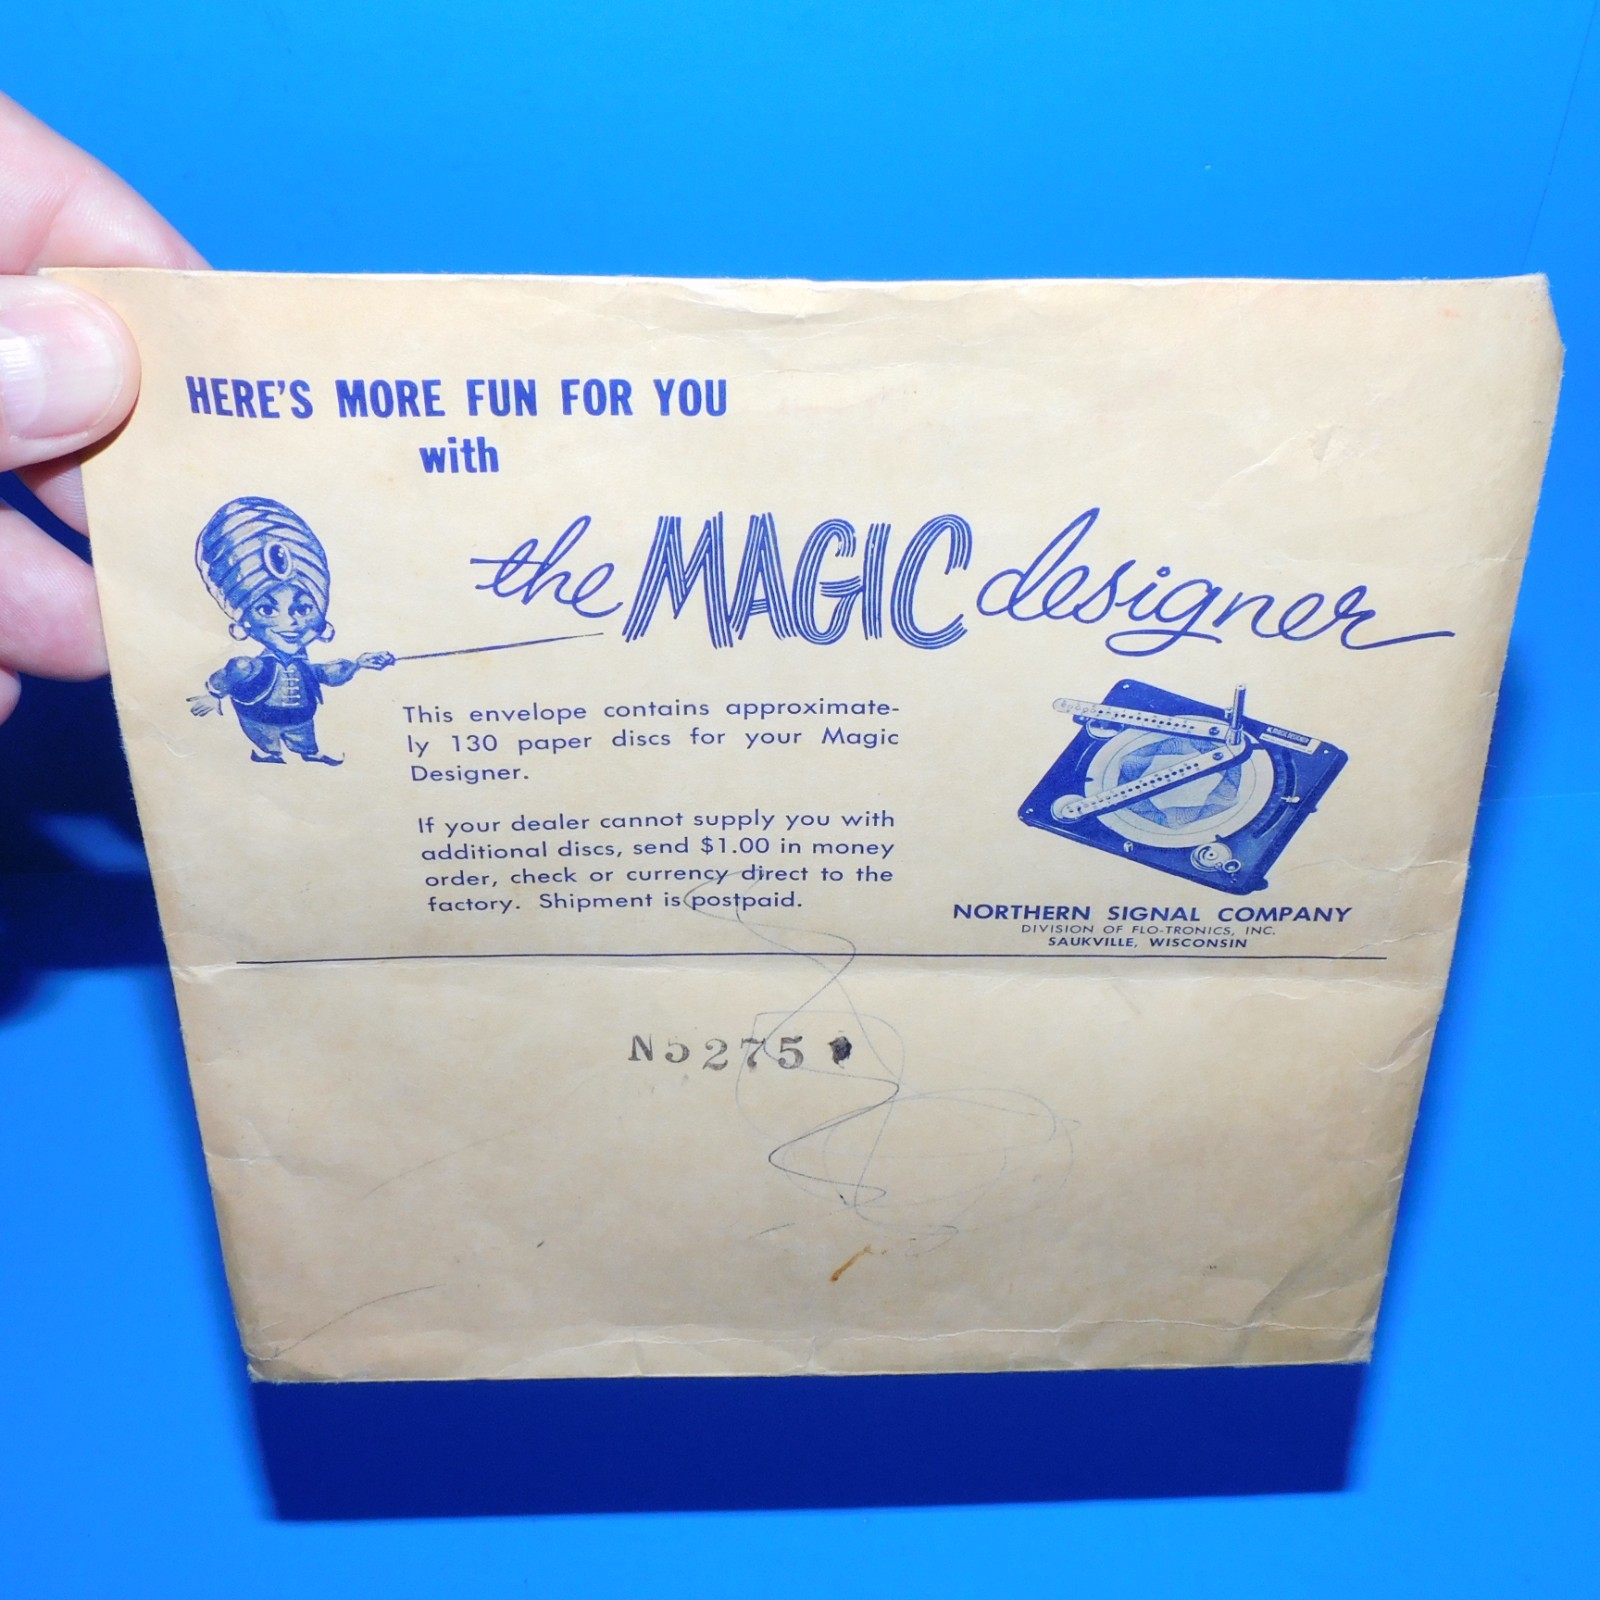 HERE'S MORE FUN FOR YOU
with
the MAGIC designer
This envelope contains approximate-
ly 130 paper discs for your Magic
Designer.
If your dealer cannot supply you with
additional discs, send $1.00 in money
order, check or currency direct to the
factory. Shipment is postpaid.
NORTHERN SIGNAL COMPANY
DIVISION OF FLO-TRONICS, INC.
SAUKVILLE, WISCONSIN
N5275